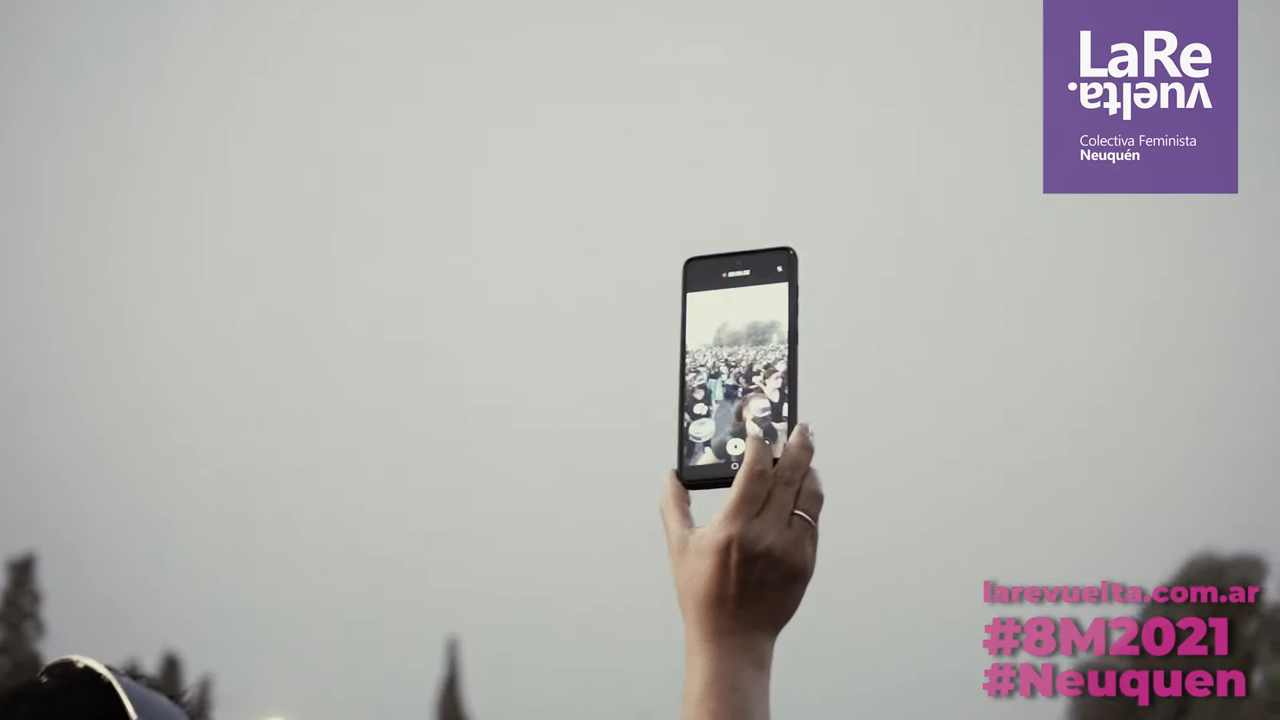 LaRe
vuelta.
Colectiva Feminista
Neuquén
larevuelta.com.ar
#8M2021
#Neuquen